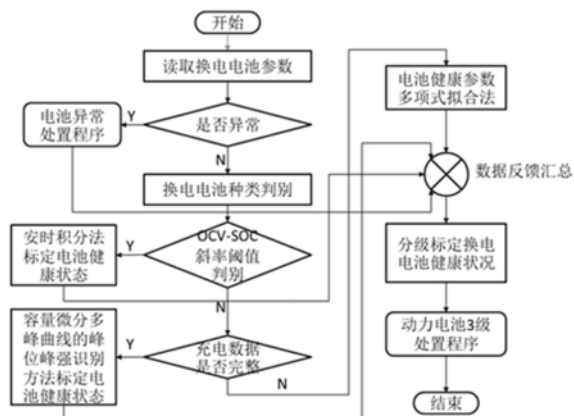 开始
读取换电电池参数
是否异常
Y
N
电池异常
处置程序
换电电池种类判别
OCV-SOC
斜率阈值
判别
Y
N
安时积分法
标定电池健
康状态
充电数据
是否完整
Y
N
容量微分多
峰曲线的峰
位峰强识别
方法标定电
池健康状态
电池健康参数
多项式拟合法
数据反馈汇总
分级标定换电
电池健康状况
动力电池3级
处置程序
结束